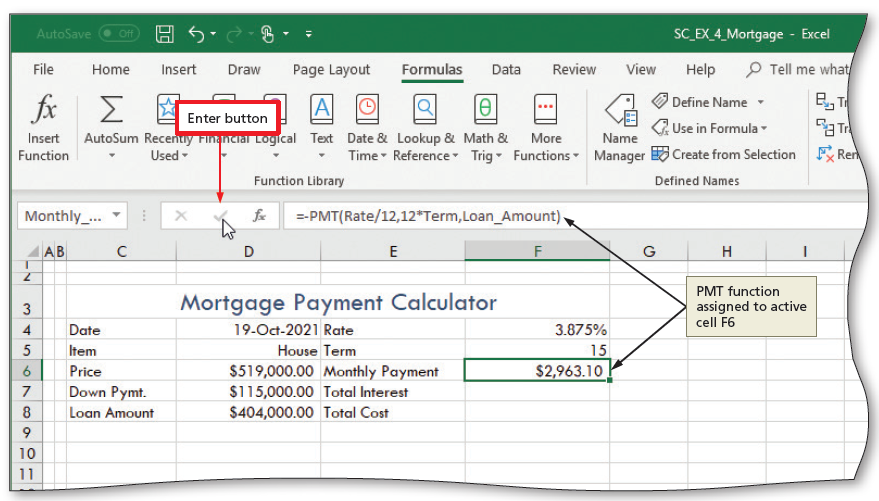 AutoSave Off SC_EX_4_Mortgage - Excel
File Home Insert Draw Page Layout Formulas Data Review View Help Tell me what
Enter button
fx Σ A θ
Insert Function
AutoSum
Recently Used
Financial
Logical
Text
Date & Time
Lookup & Reference
Math & Trig
More Functions
Name Manager
Define Name
Use in Formula
Create from Selection
Function Library
Defined Names
Monthly_... fx =-PMT(Rate/12,12*Term,Loan_Amount)
A B C D E F G H I
1
2
3 Mortgage Payment Calculator
4 Date 19-Oct-2021 Rate 3.875%
5 Item House Term 15
6 Price $519,000.00 Monthly Payment $2,963.10
7 Down Pymt. $115,000.00 Total Interest
8 Loan Amount $404,000.00 Total Cost
9
10
11
PMT function
assigned to active
cell F6